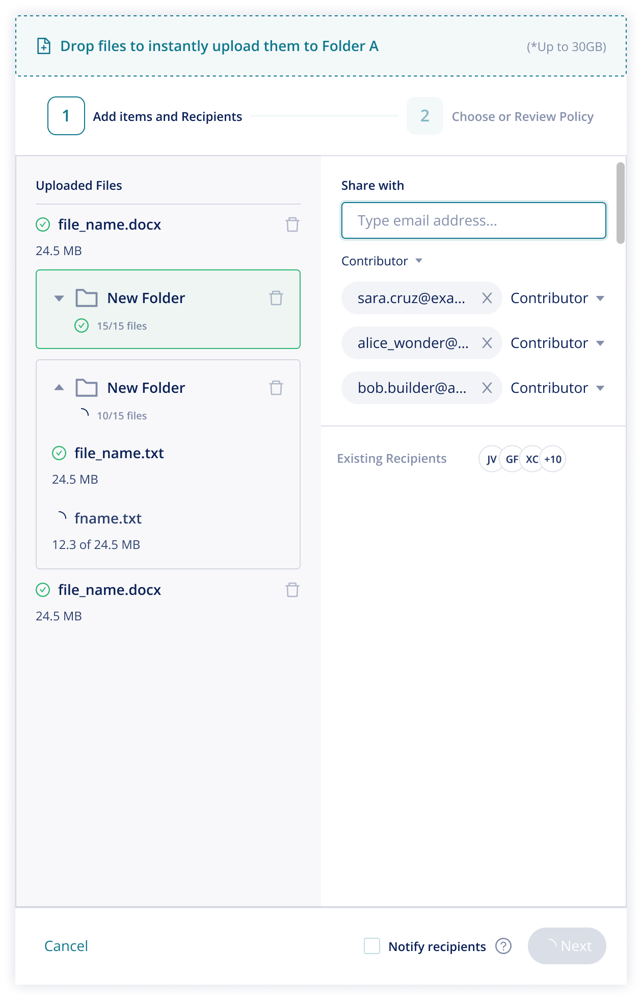 Drop files to instantly upload them to Folder A
(*Up to 30GB)
1
Add items and Recipients
2
Choose or Review Policy
Uploaded Files
file_name.docx
24.5 MB
New Folder
15/15 files
New Folder
10/15 files
file_name.txt
24.5 MB
fname.txt
12.3 of 24.5 MB
file_name.docx
24.5 MB
Share with
Type email address...
Contributor
sara.cruz@exa... X Contributor
alice_wonder@... X Contributor
bob.builder@a... X Contributor
Existing Recipients
JV GF XC +10
Cancel
Notify recipients ?
Next